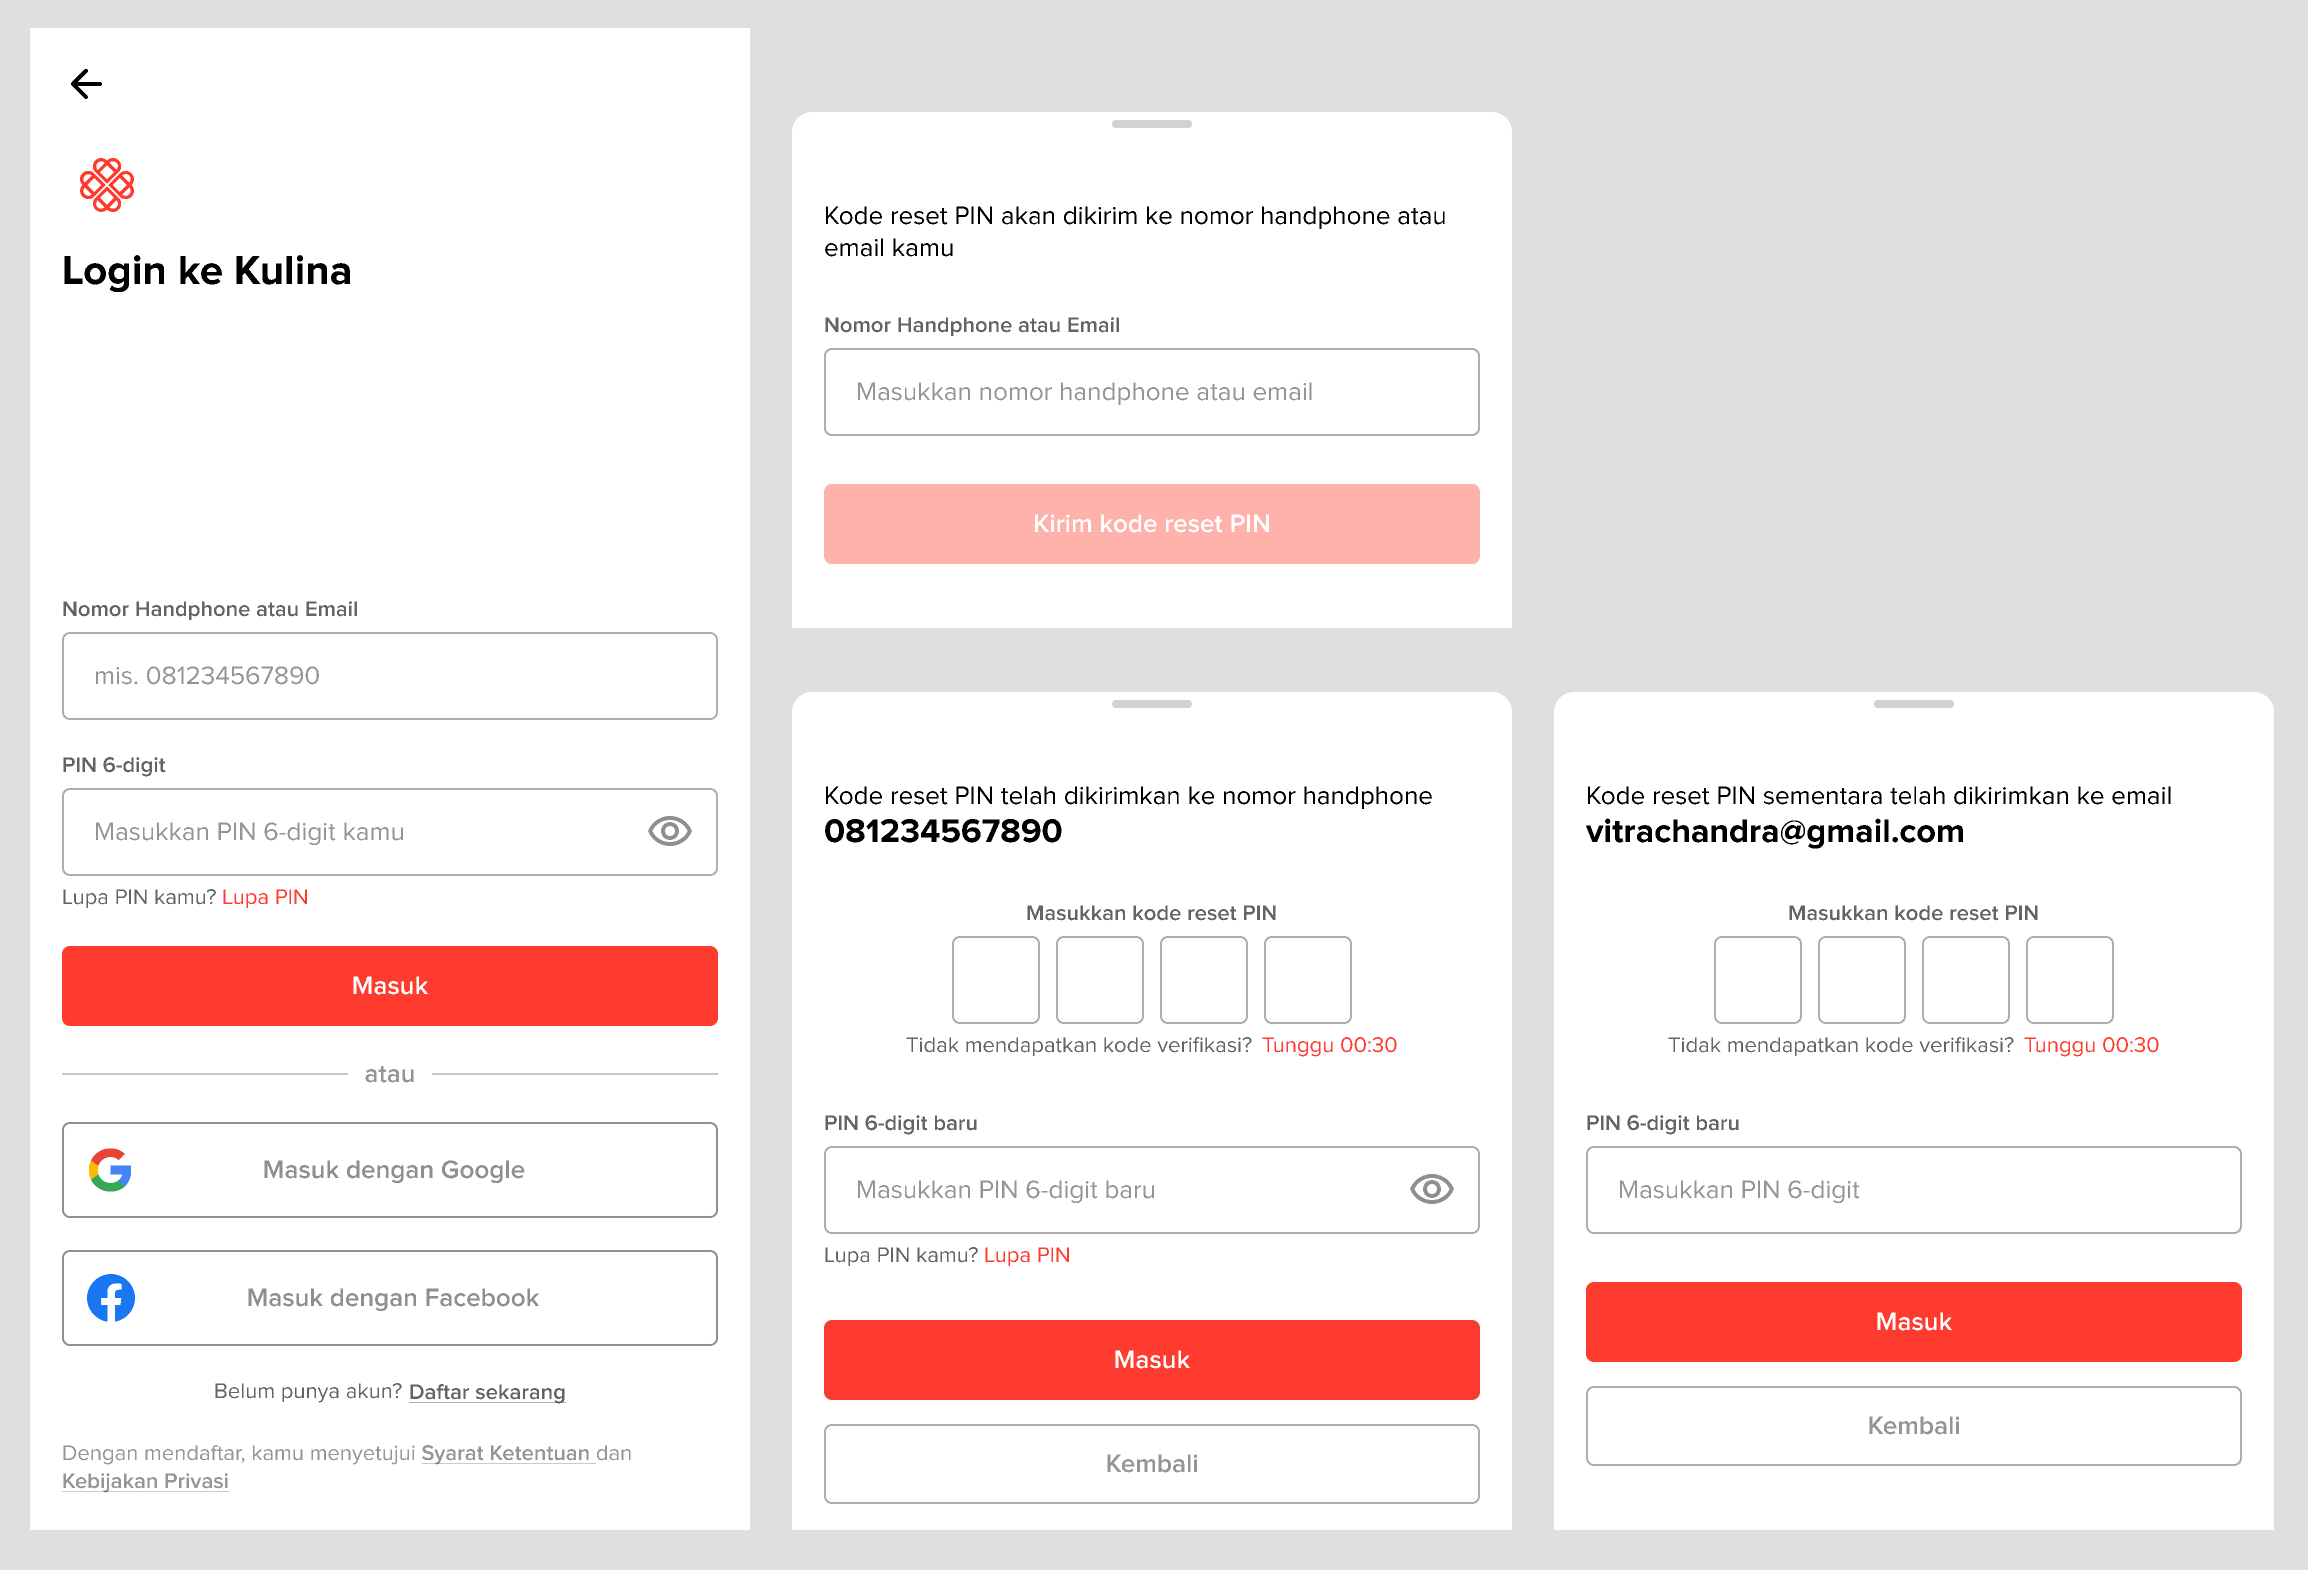 Login ke Kulina
Nomor Handphone atau Email
mis. 081234567890
PIN 6-digit
Masukkan PIN 6-digit kamu
Lupa PIN kamu? Lupa PIN
Masuk
atau
Masuk dengan Google
Masuk dengan Facebook
Belum punya akun? Daftar sekarang
Dengan mendaftar, kamu menyetujui Syarat Ketentuan dan
Kebijakan Privasi
Kode reset PIN akan dikirim ke nomor handphone atau
email kamu
Nomor Handphone atau Email
Masukkan nomor handphone atau email
Kirim kode reset PIN
Kode reset PIN telah dikirimkan ke nomor handphone
081234567890
Masukkan kode reset PIN
Tidak mendapatkan kode verifikasi? Tunggu 00:30
PIN 6-digit baru
Masukkan PIN 6-digit baru
Lupa PIN kamu? Lupa PIN
Masuk
Kembali
Kode reset PIN sementara telah dikirimkan ke email
vitrachandra@gmail.com
Masukkan kode reset PIN
Tidak mendapatkan kode verifikasi? Tunggu 00:30
PIN 6-digit baru
Masukkan PIN 6-digit
Masuk
Kembali